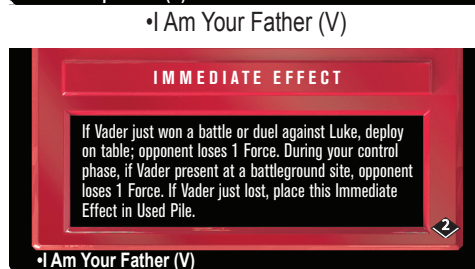 •I Am Your Father (V)
IMMEDIATE EFFECT
If Vader just won a battle or duel against Luke, deploy
on table; opponent loses 1 Force. During your control
phase, if Vader present at a battleground site, opponent
loses 1 Force. If Vader just lost, place this Immediate
Effect in Used Pile.
2
•I Am Your Father (V)